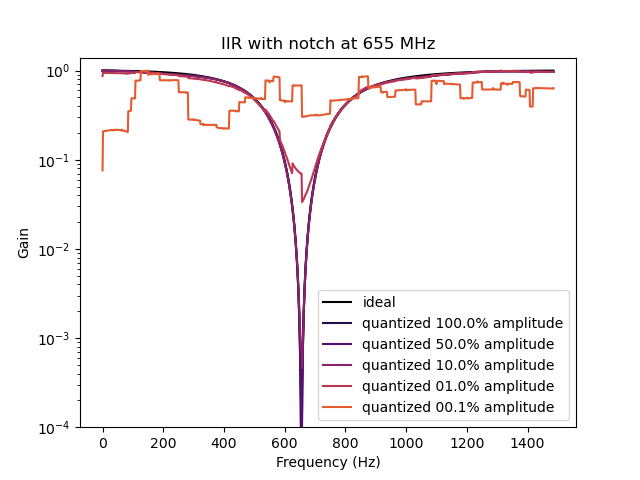 IIR with notch at 655 MHz
10⁰
10⁻¹
10⁻²
10⁻³
10⁻⁴
Gain
ideal
quantized 100.0% amplitude
quantized 50.0% amplitude
quantized 10.0% amplitude
quantized 01.0% amplitude
quantized 00.1% amplitude
0 200 400 600 800 1000 1200 1400
Frequency (Hz)